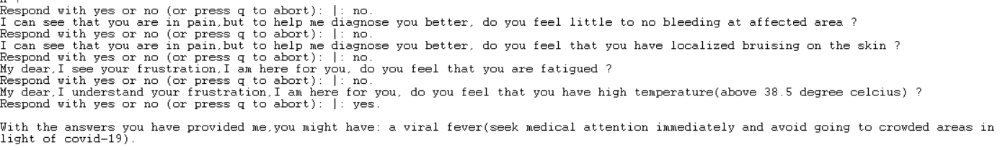 Respond with yes or no (or press q to abort): |: no.
I can see that you are in pain,but to help me diagnose you better, do you feel little to no bleeding at affected area ?
Respond with yes or no (or press q to abort): |: no.
I can see that you are in pain,but to help me diagnose you better, do you feel that you have localized bruising on the skin ?
Respond with yes or no (or press q to abort): |: no.
My dear,I see your frustration,I am here for you, do you feel that you are fatigued ?
Respond with yes or no (or press q to abort): |: no.
My dear,I understand your frustration,I am here for you, do you feel that you have high temperature(above 38.5 degree celcius) ?
Respond with yes or no (or press q to abort): |: yes.
With the answers you have provided me,you might have: a viral fever(seek medical attention immediately and avoid going to crowded areas in
light of covid-19).